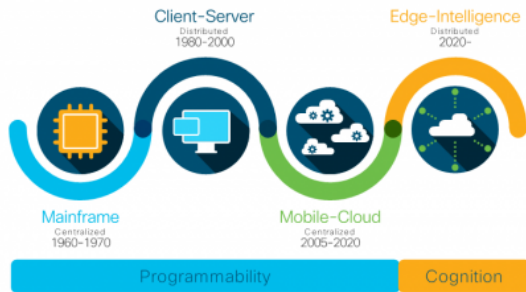 Client-Server
Distributed
1980-2000
Edge-Intelligence
Distributed
2020-
Mainframe
Centralized
1960-1970
Mobile-Cloud
Centralized
2005-2020
Programmability
Cognition